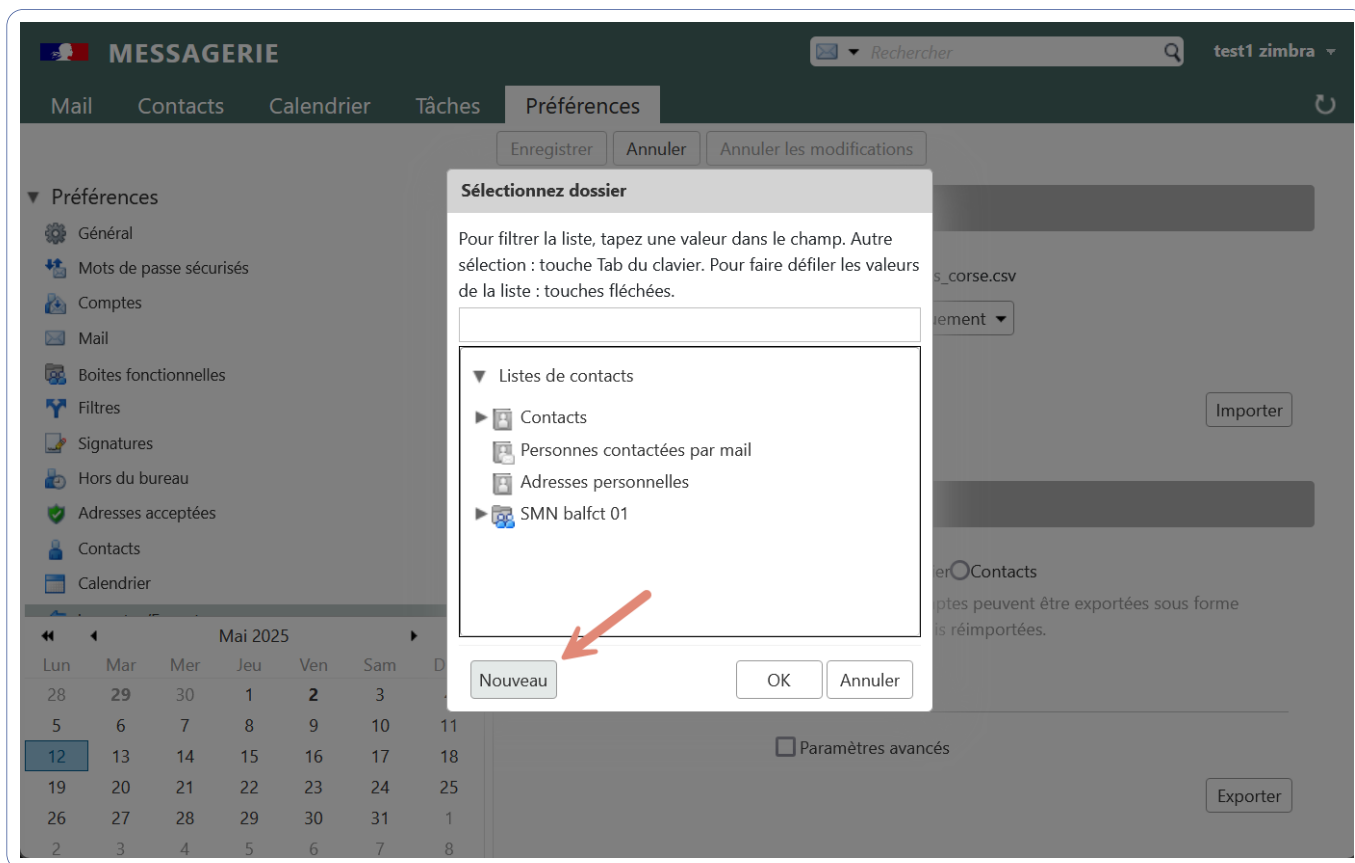 MESSAGERIE
Rechercher
test1 zimbra
Mail Contacts Calendrier Tâches Préférences
Enregistrer Annuler Annuler les modifications
Préférences
Général
Mots de passe sécurisés
Comptes
Mail
Boites fonctionnelles
Filtres
Signatures
Hors du bureau
Adresses acceptées
Contacts
Calendrier
Sélectionnez dossier
Pour filtrer la liste, tapez une valeur dans le champ. Autre
sélection : touche Tab du clavier. Pour faire défiler les valeurs
de la liste : touches fléchées.
Listes de contacts
Contacts
Personnes contactées par mail
Adresses personnelles
SMN balfct 01
Nouveau OK Annuler
s_corse.csv
uement
Importer
er Contacts
ptes peuvent être exportées sous forme
is réimportées.
Paramètres avancés
Exporter
Mai 2025
Lun Mar Mer Jeu Ven Sam D
28 29 30 1 2 3
5 6 7 8 9 10 11
12 13 14 15 16 17 18
19 20 21 22 23 24 25
26 27 28 29 30 31 1
2 3 4 5 6 7 8